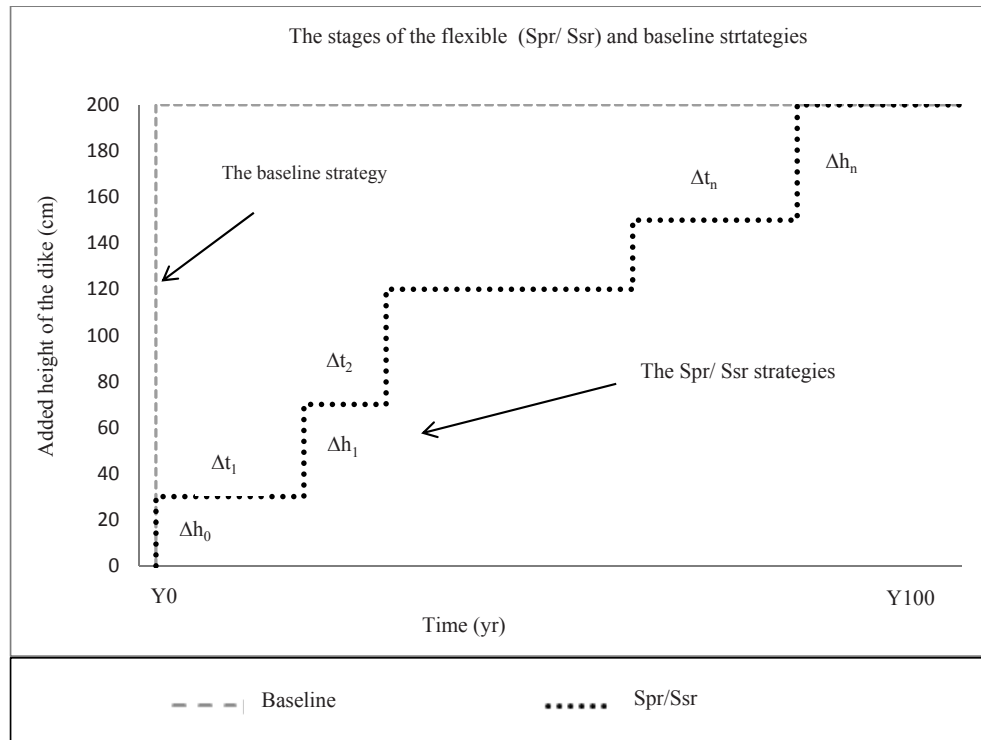 The stages of the flexible (Spr/ Ssr) and baseline strtategies
Added height of the dike (cm)
200
180
160
140
120
100
80
60
40
20
0
The baseline strategy
Δtₙ
Δhₙ
Δt₂
The Spr/ Ssr strategies
Δh₁
Δt₁
Δh₀
Y0
Y100
Time (yr)
Baseline
Spr/Ssr